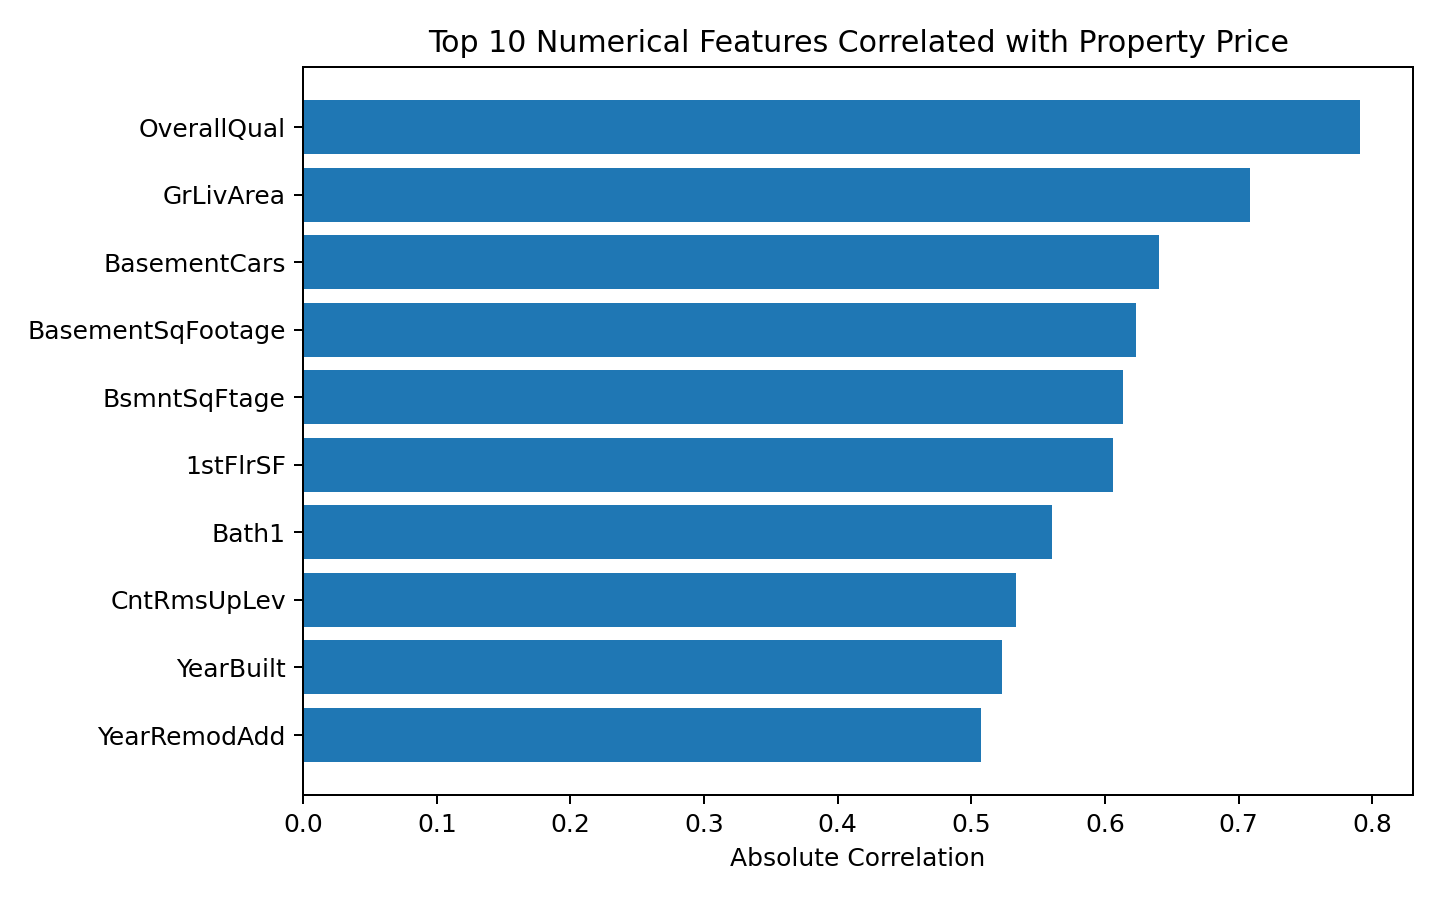 Top 10 Numerical Features Correlated with Property Price
OverallQual
GrLivArea
BasementCars
BasementSqFootage
BsmntSqFtage
1stFlrSF
Bath1
CntRmsUpLev
YearBuilt
YearRemodAdd
0.0 0.1 0.2 0.3 0.4 0.5 0.6 0.7 0.8
Absolute Correlation